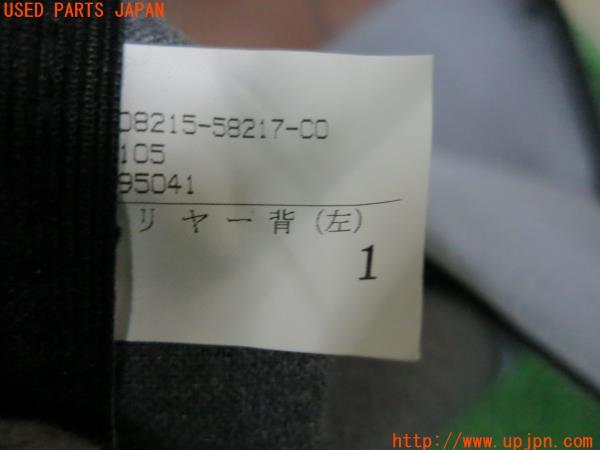 USED PARTS JAPAN
08215-58217-C0
105
95041
リヤー背(左)
1
http://www.upjpn.com/